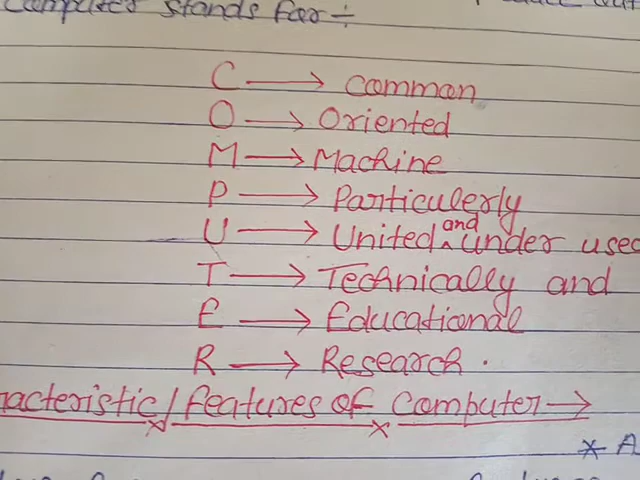 Computer stands for ÷
C → Common
O → Oriented
M → Machine
P → Particulerly
U → United and under used
T → Technically and
E → Educational
R → Research .
racteristic / features of Computer →
* A